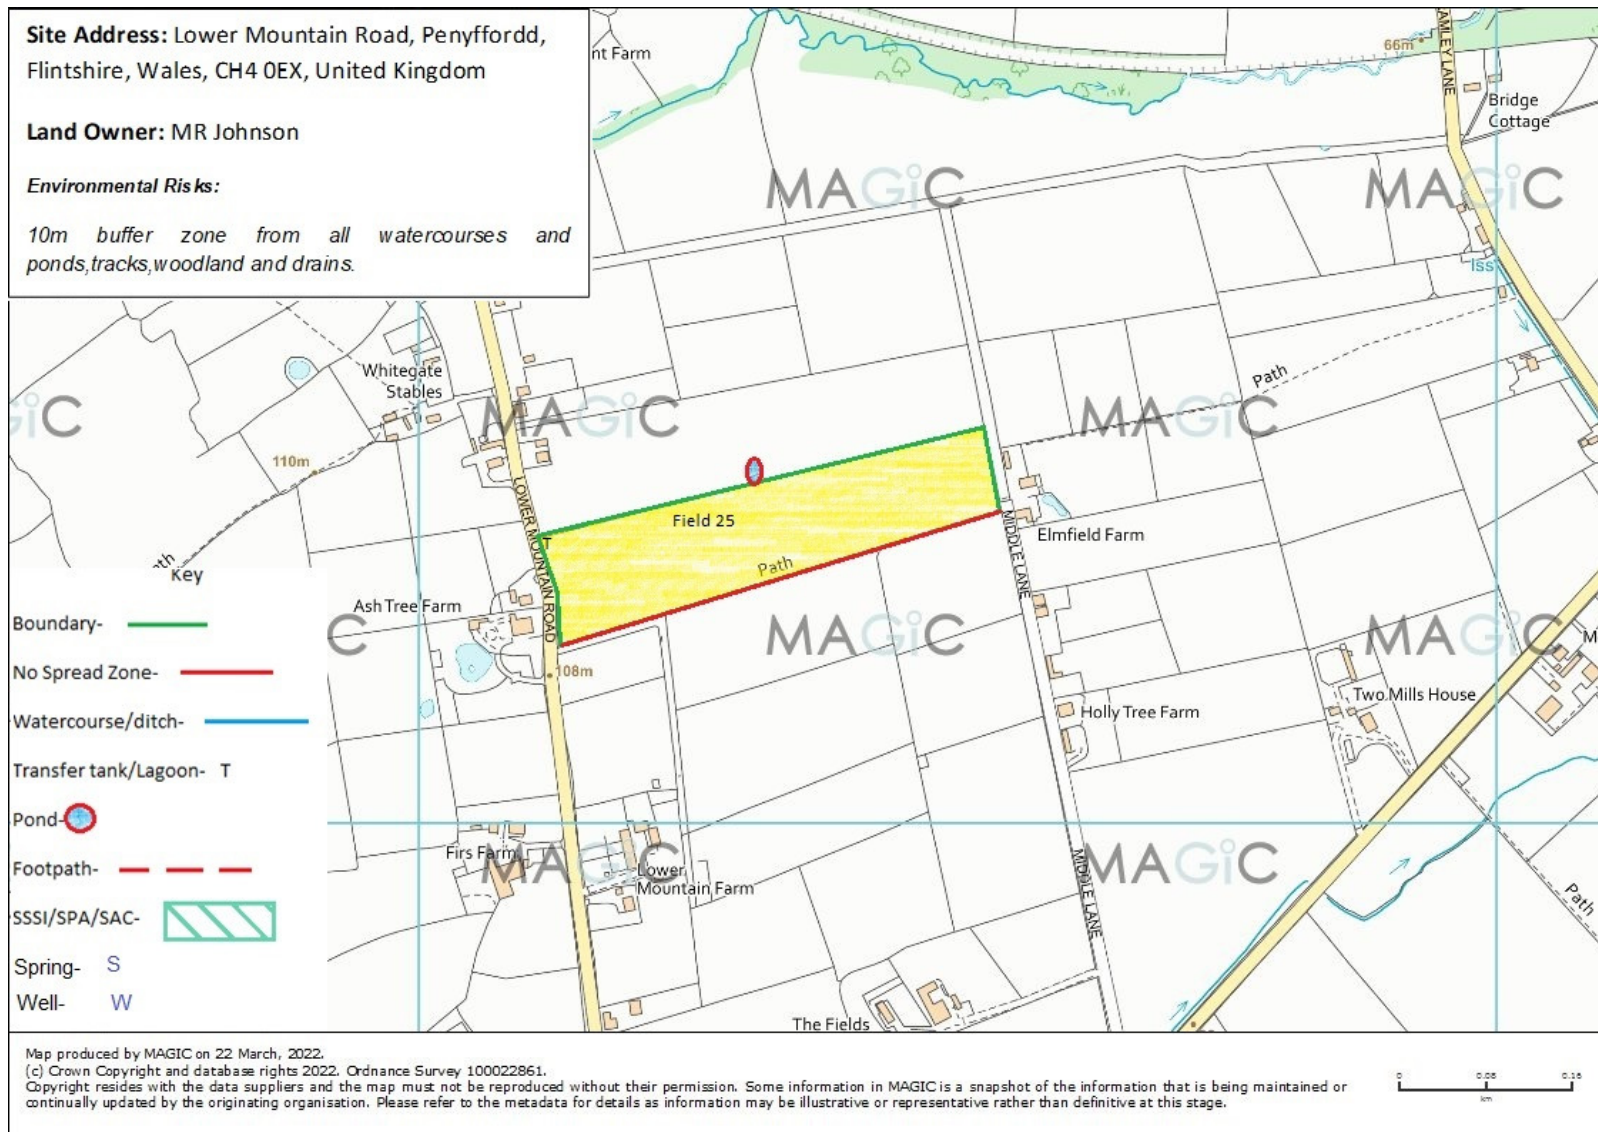 Site Address: Lower Mountain Road, Penyffordd,
Flintshire, Wales, CH4 0EX, United Kingdom
Land Owner: MR Johnson
Environmental Risks:
10m buffer zone from all watercourses and
ponds,tracks,woodland and drains.
nt Farm
66m
AMLEY LANE
Bridge
Cottage
MAGiC
MAGiC
Iss
Whitegate
Stables
Path
GiC
MAGiC
MAGiC
110m
LOWER MOUNTAIN ROAD
T
Field 25
MIDDLE LANE
Elmfield Farm
Path
ath
Ash Tree Farm
C
MAGiC
MAGiC
M
108m
Two Mills House
Holly Tree Farm
Firs Farm
MAGiC
MAGiC
Lower
Mountain Farm
MIDDLE LANE
Path
The Fields
Key
Boundary-
No Spread Zone-
Watercourse/ditch-
Transfer tank/Lagoon- T
Pond-
Footpath-
SSSI/SPA/SAC-
Spring- S
Well- W
Map produced by MAGIC on 22 March, 2022.
(c) Crown Copyright and database rights 2022. Ordnance Survey 100022861.
Copyright resides with the data suppliers and the map must not be reproduced without their permission. Some information in MAGIC is a snapshot of the information that is being maintained or
continually updated by the originating organisation. Please refer to the metadata for details as information may be illustrative or representative rather than definitive at this stage.
0 0.08 0.16
km